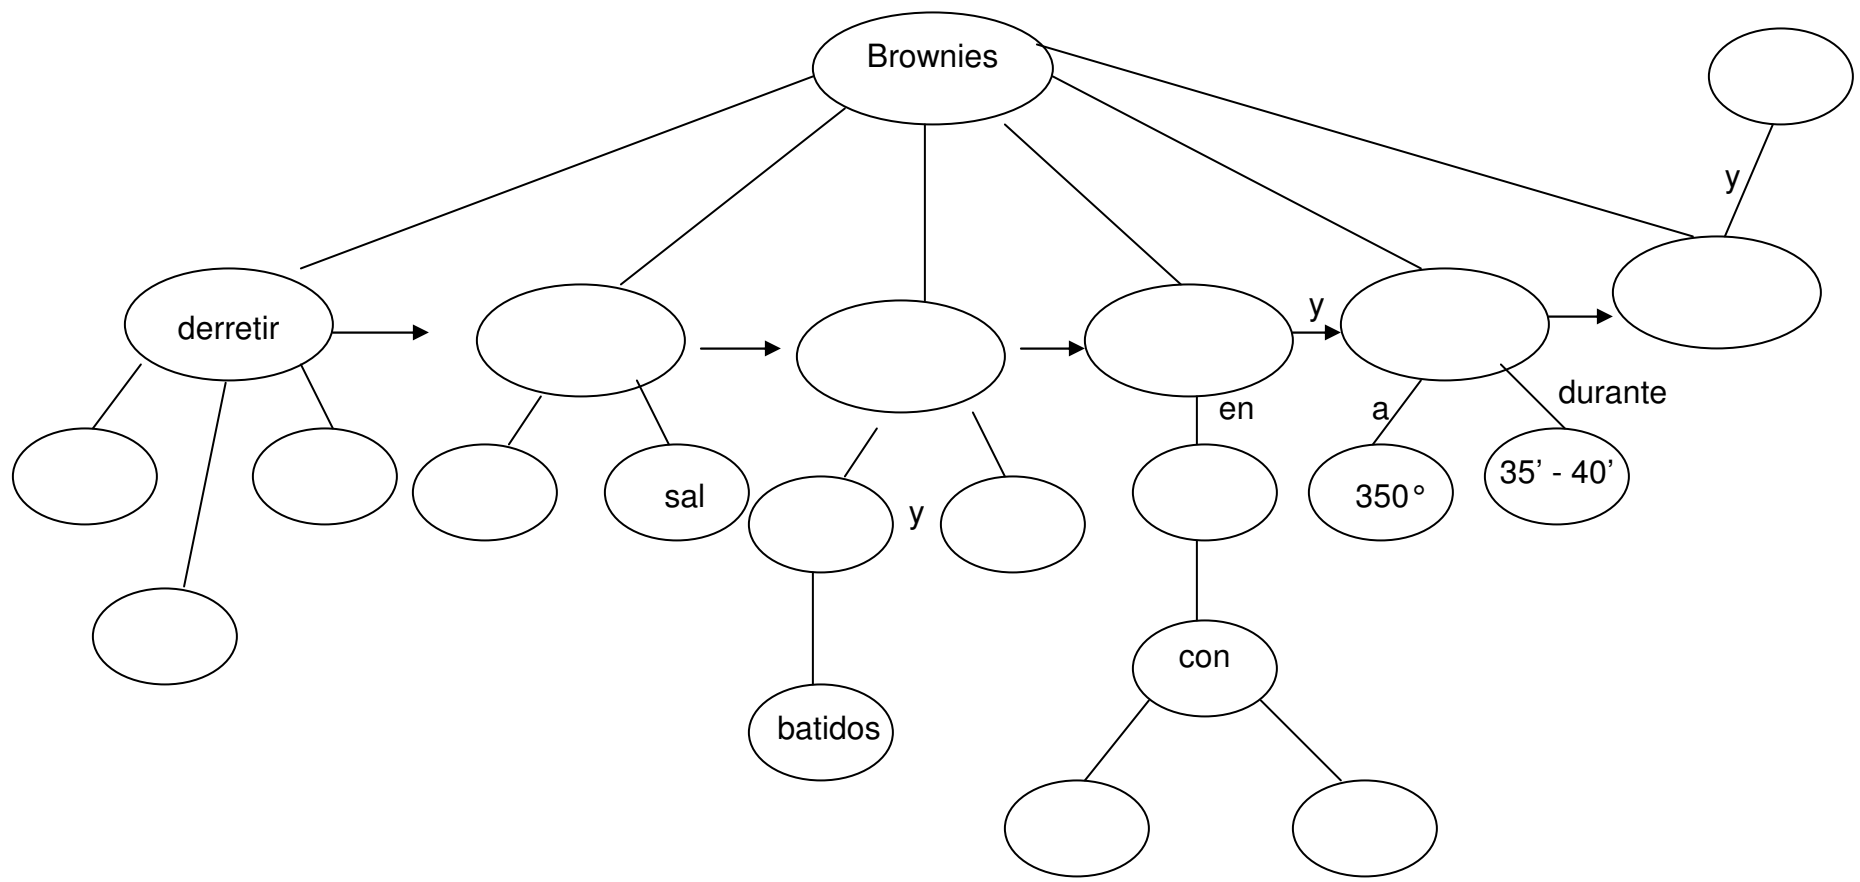 Brownies
y
y
derretir
durante
a
en
35’ - 40’
350°
sal
y
con
batidos